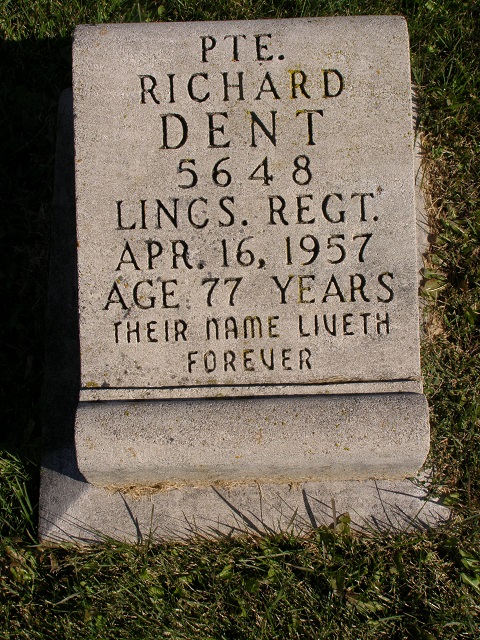 PTE.
RICHARD
DENT
5648
LINCS. REGT.
APR. 16, 1957
AGE 77 YEARS
THEIR NAME LIVETH
FOREVER